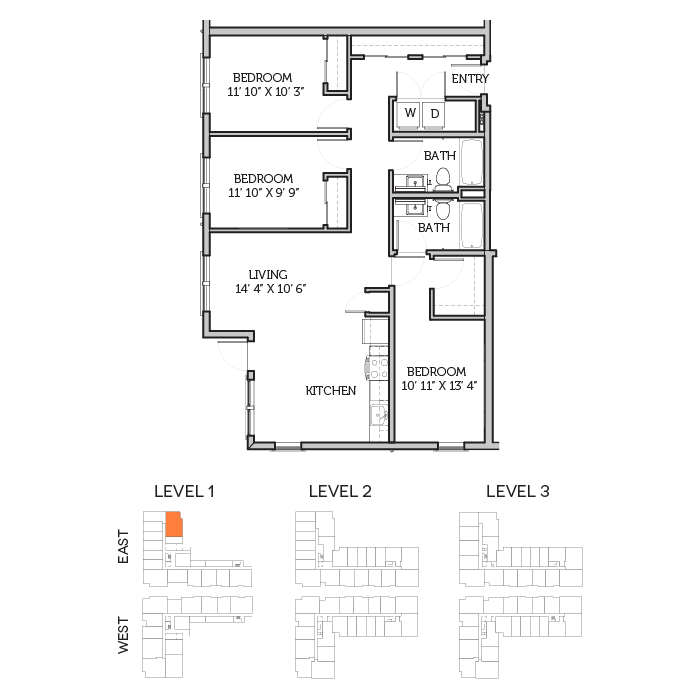 BEDROOM
11' 10" X 10' 3"
ENTRY
W D
BATH
BEDROOM
11' 10" X 9' 9"
BATH
LIVING
14' 4" X 10' 6"
BEDROOM
10' 11" X 13' 4"
KITCHEN
LEVEL 1
LEVEL 2
LEVEL 3
EAST
WEST